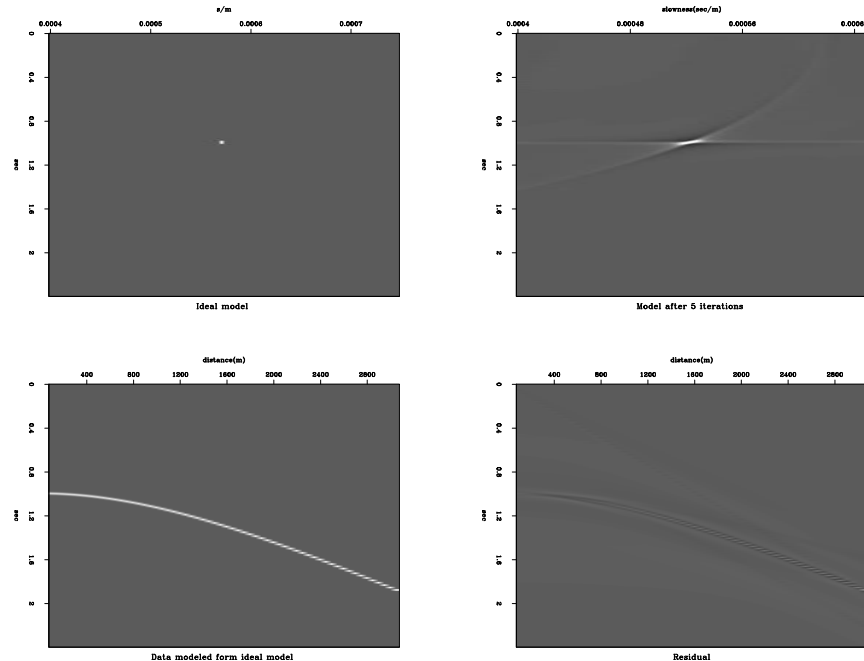 s/m
0.0004 0.0005 0.0006 0.0007
0
0.4
0.8
1.2
1.6
2
sec
Ideal model
slowness(sec/m)
0.0004 0.00048 0.00056 0.0006
0
0.4
0.8
1.2
1.6
2
sec
Model after 5 iterations
distance(m)
400 800 1200 1600 2000 2400 2800
0
0.4
0.8
1.2
1.6
2
sec
Data modeled form ideal model
distance(m)
400 800 1200 1600 2000 2400 2800
0
0.4
0.8
1.2
1.6
2
sec
Residual